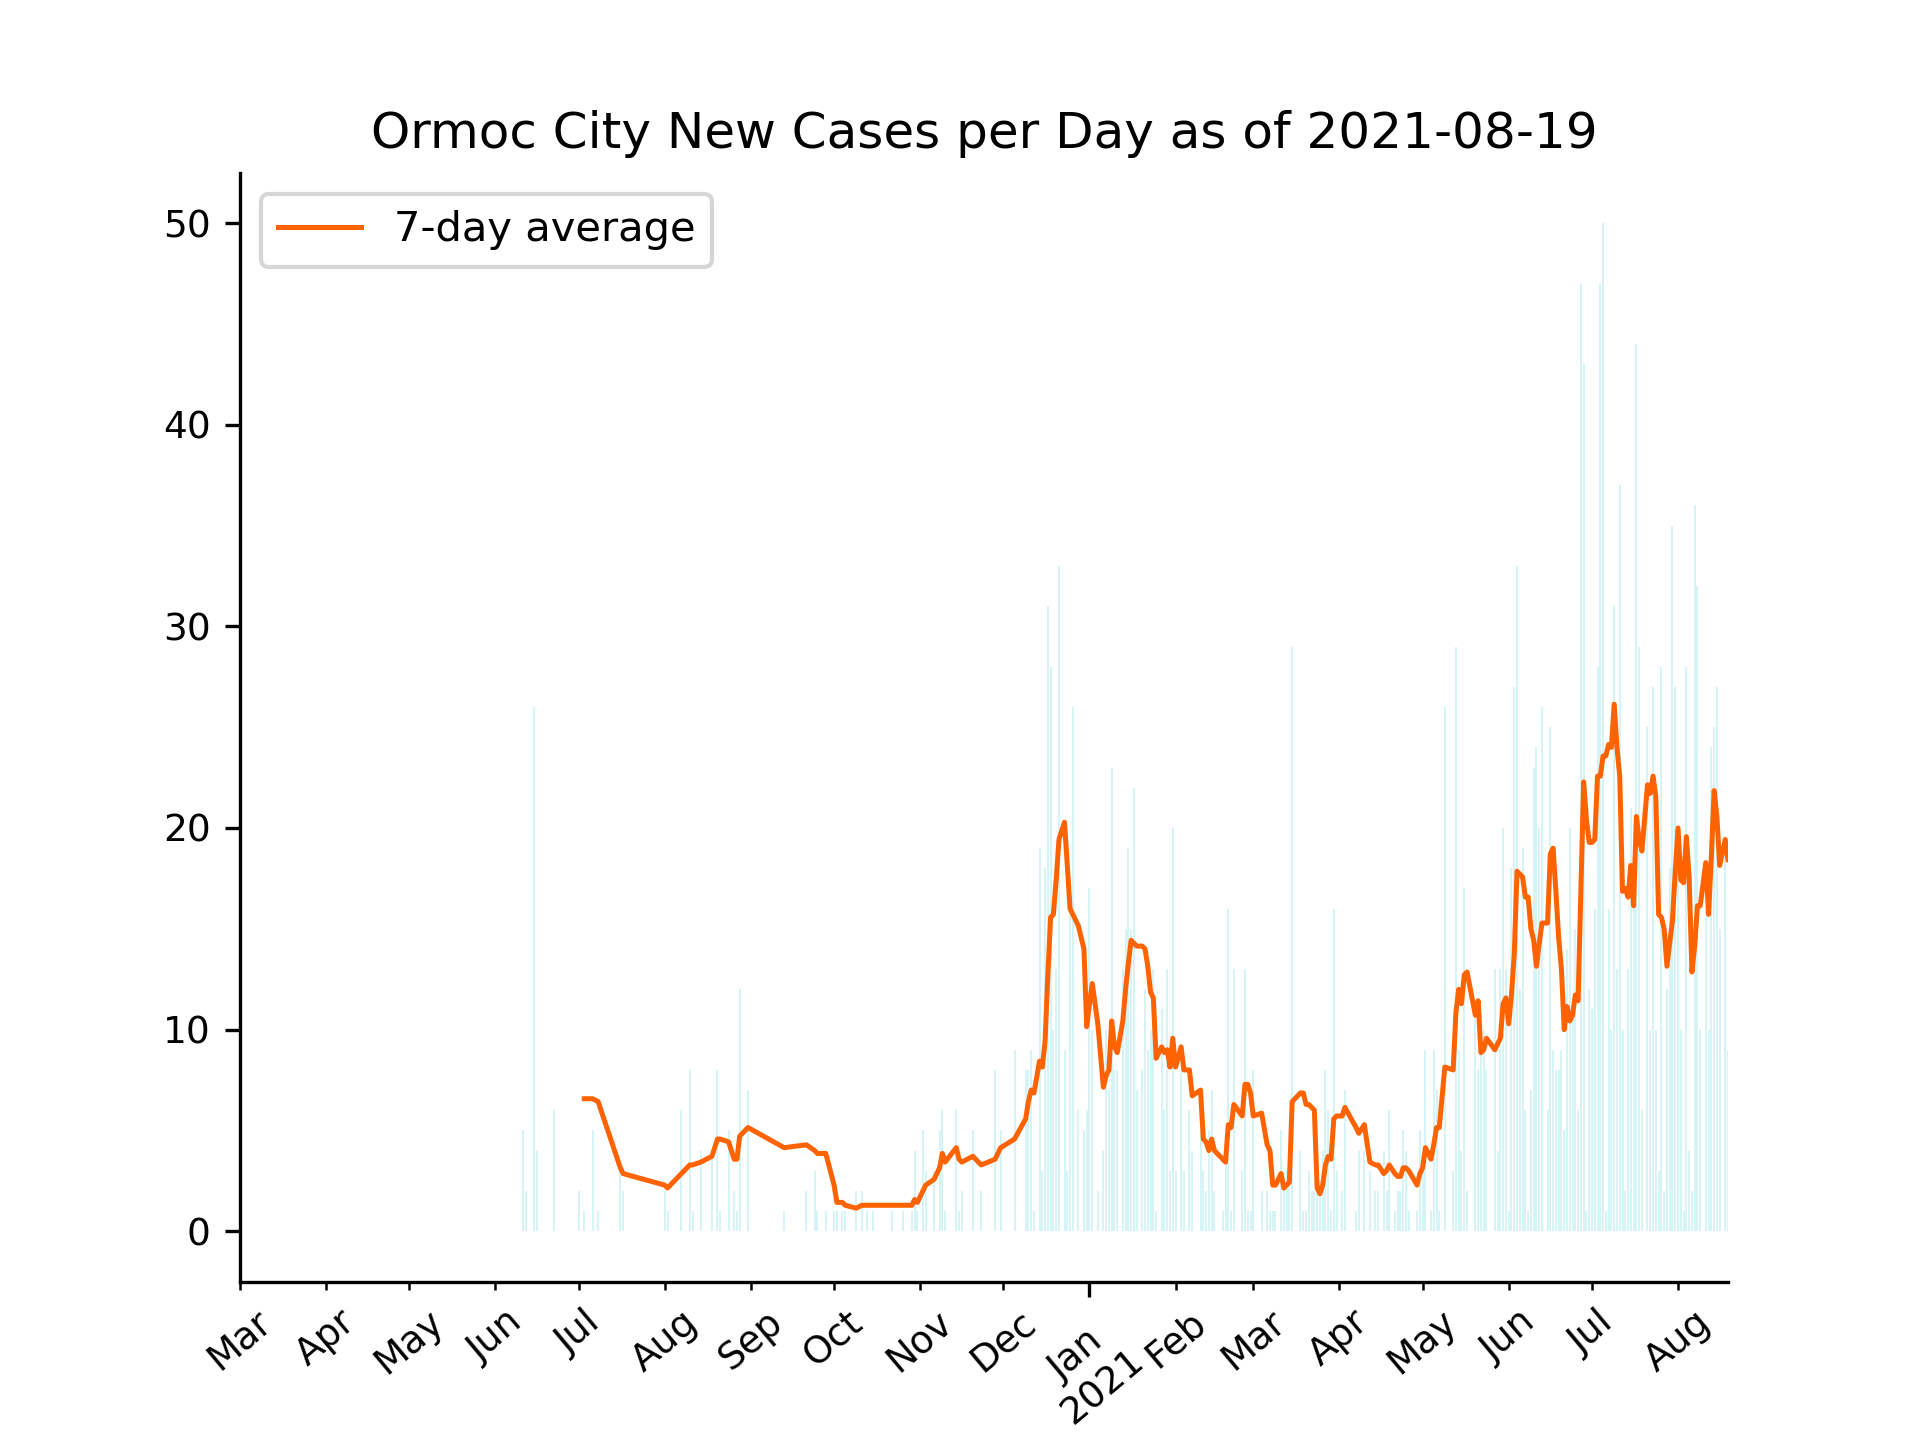 Ormoc City New Cases per Day as of 2021-08-19
7-day average
50
40
30
20
10
0
Mar Apr May Jun Jul Aug Sep Oct Nov Dec Jan Feb Mar Apr May Jun Jul Aug
2021